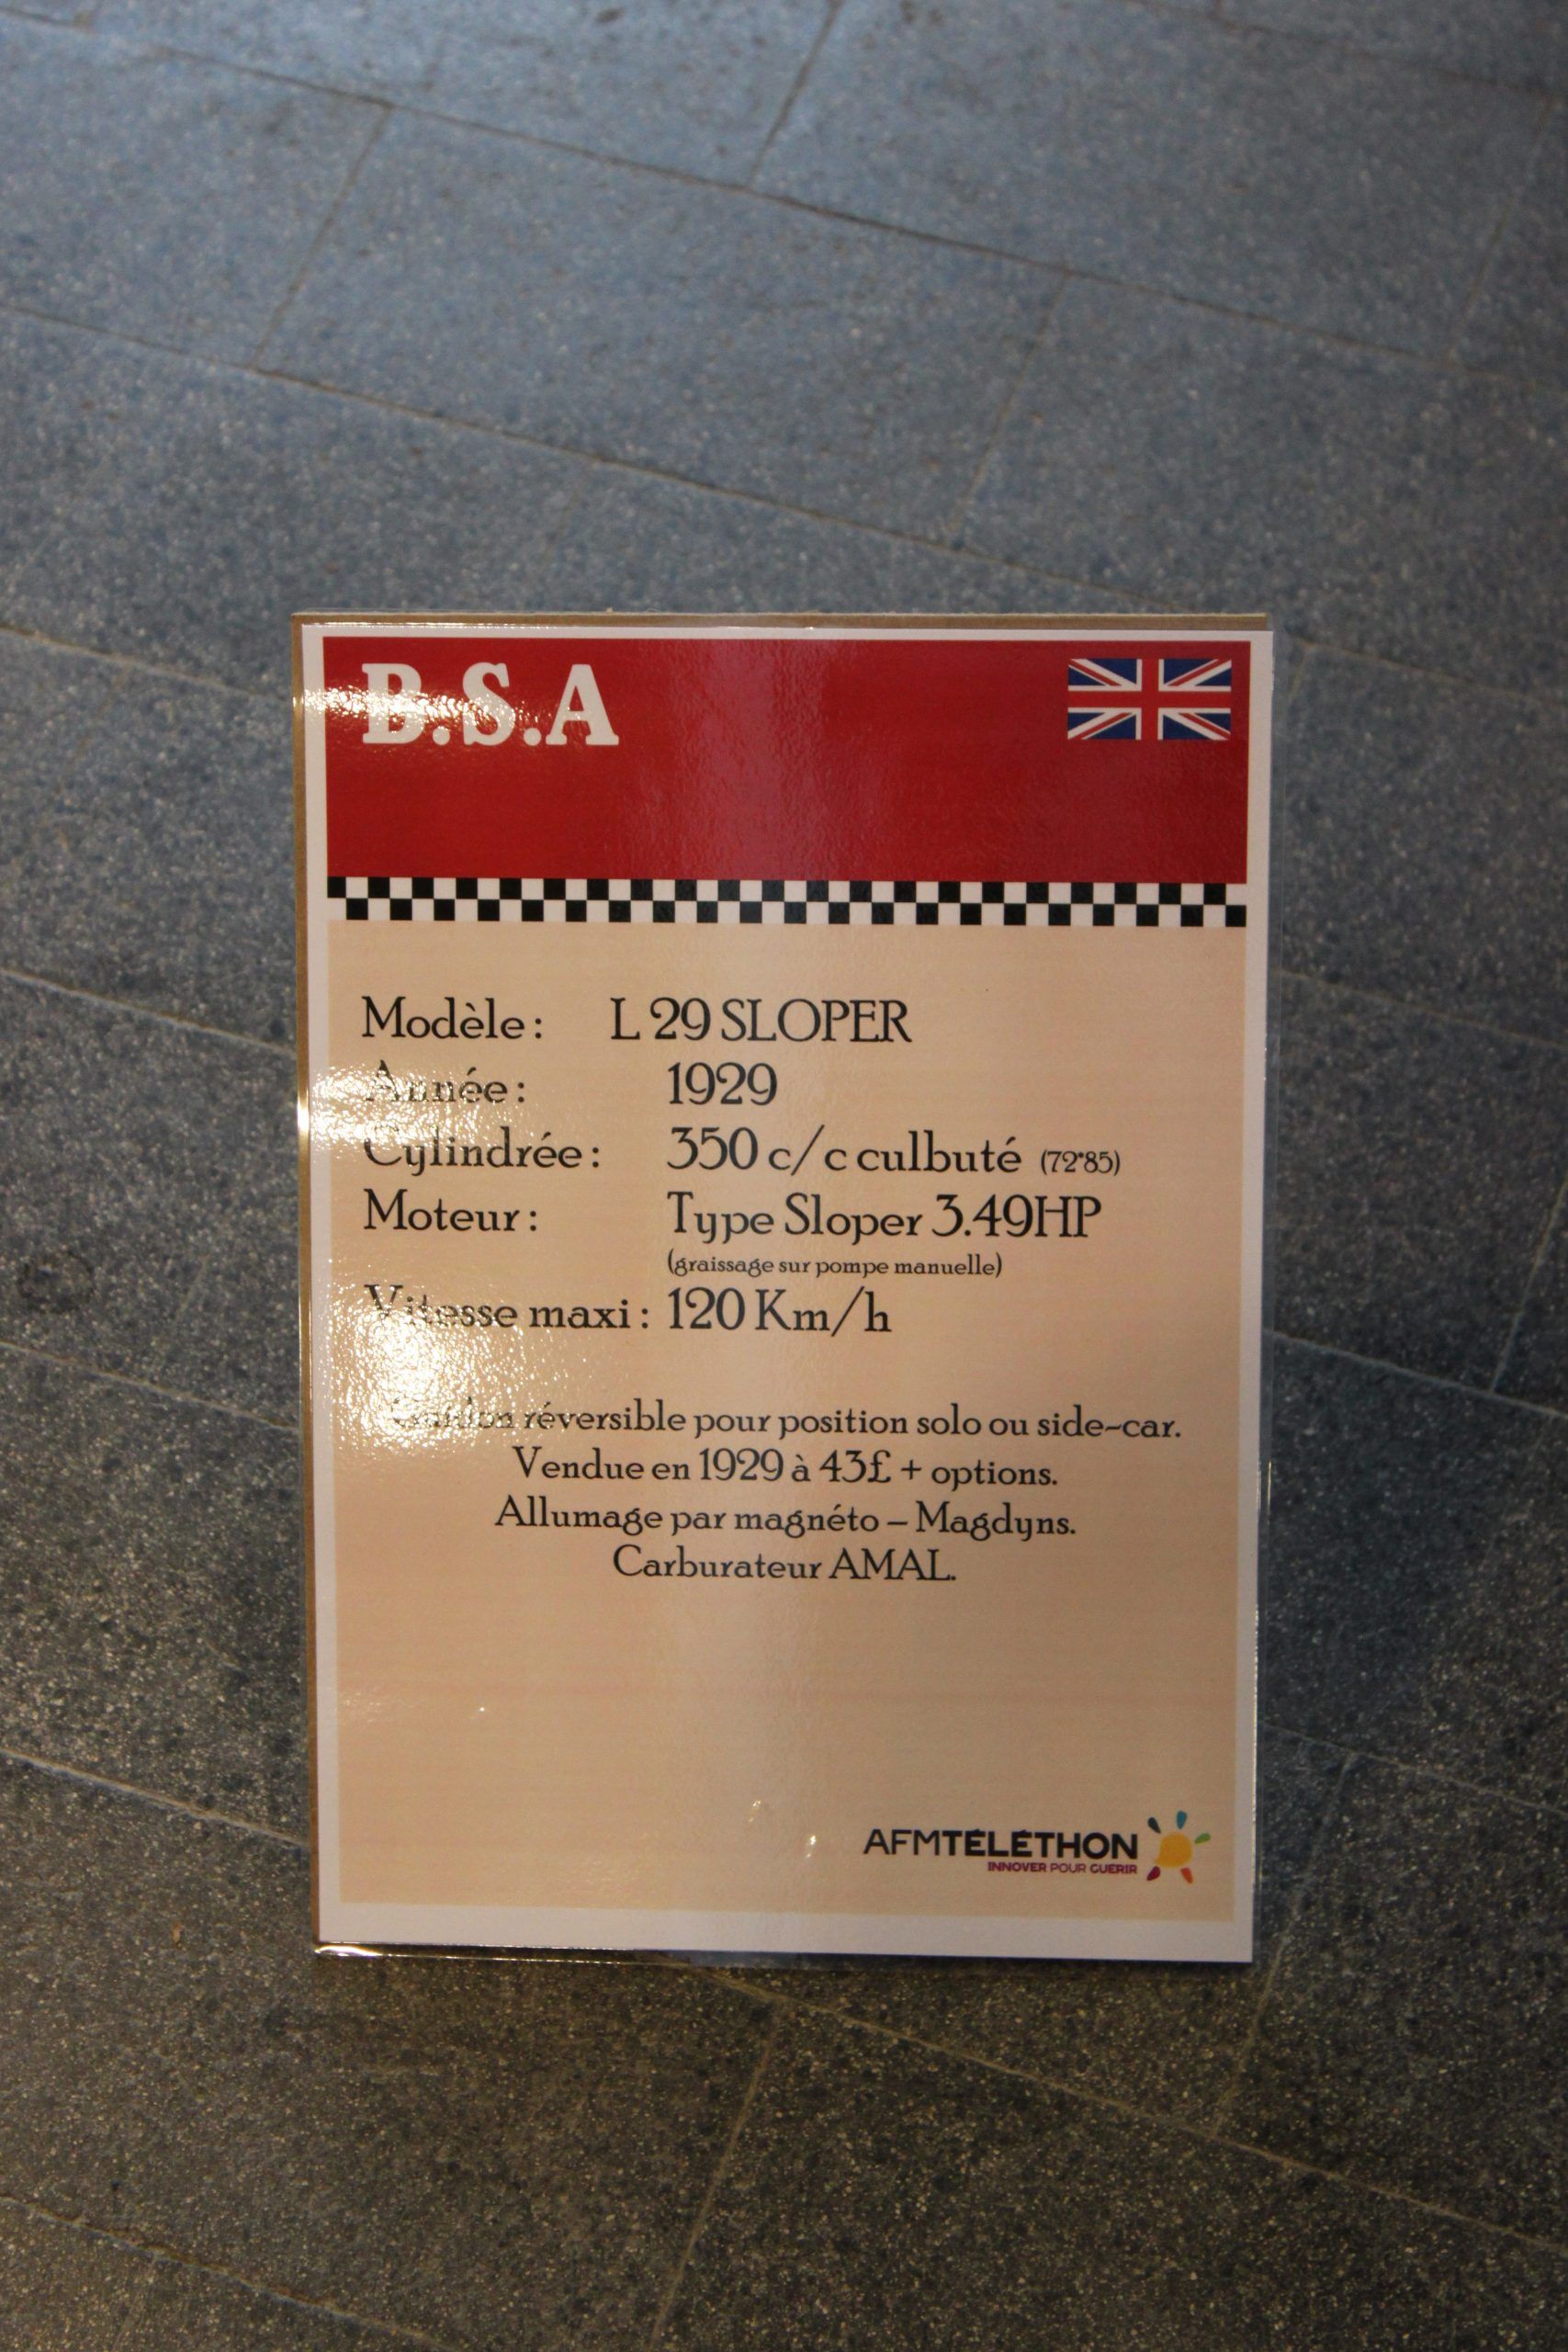 B.S.A
Modèle : L 29 SLOPER
Année : 1929
Cylindrée : 350 c/c culbuté (72*85)
Moteur : Type Sloper 3.49HP
(graissage sur pompe manuelle)
Vitesse maxi : 120 Km/h
Guidon réversible pour position solo ou side-car.
Vendue en 1929 à 43£ + options.
Allumage par magnéto – Magdyns.
Carburateur AMAL.
AFMTÉLÉTHON
INNOVER POUR GUÉRIR